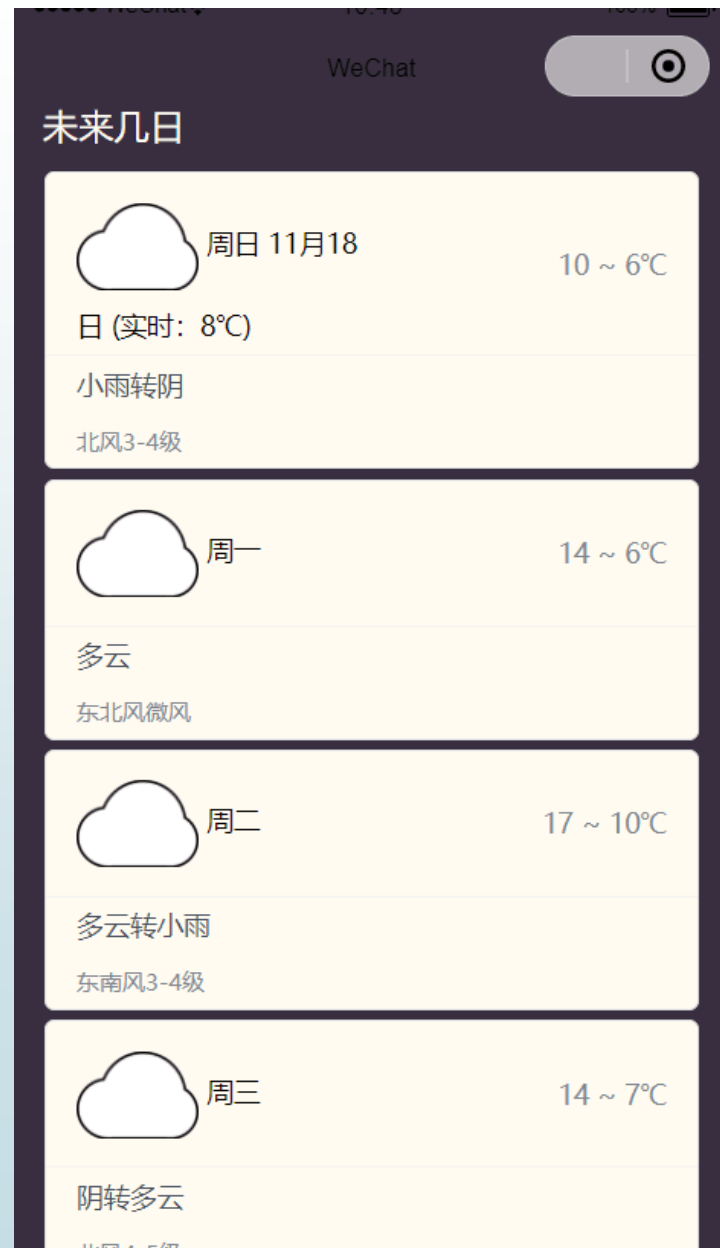 WeChat
未来几日
周日 11月18
10 ~ 6℃
日 (实时：8℃)
小雨转阴
北风3-4级
周一
14 ~ 6℃
多云
东北风微风
周二
17 ~ 10℃
多云转小雨
东南风3-4级
周三
14 ~ 7℃
阴转多云